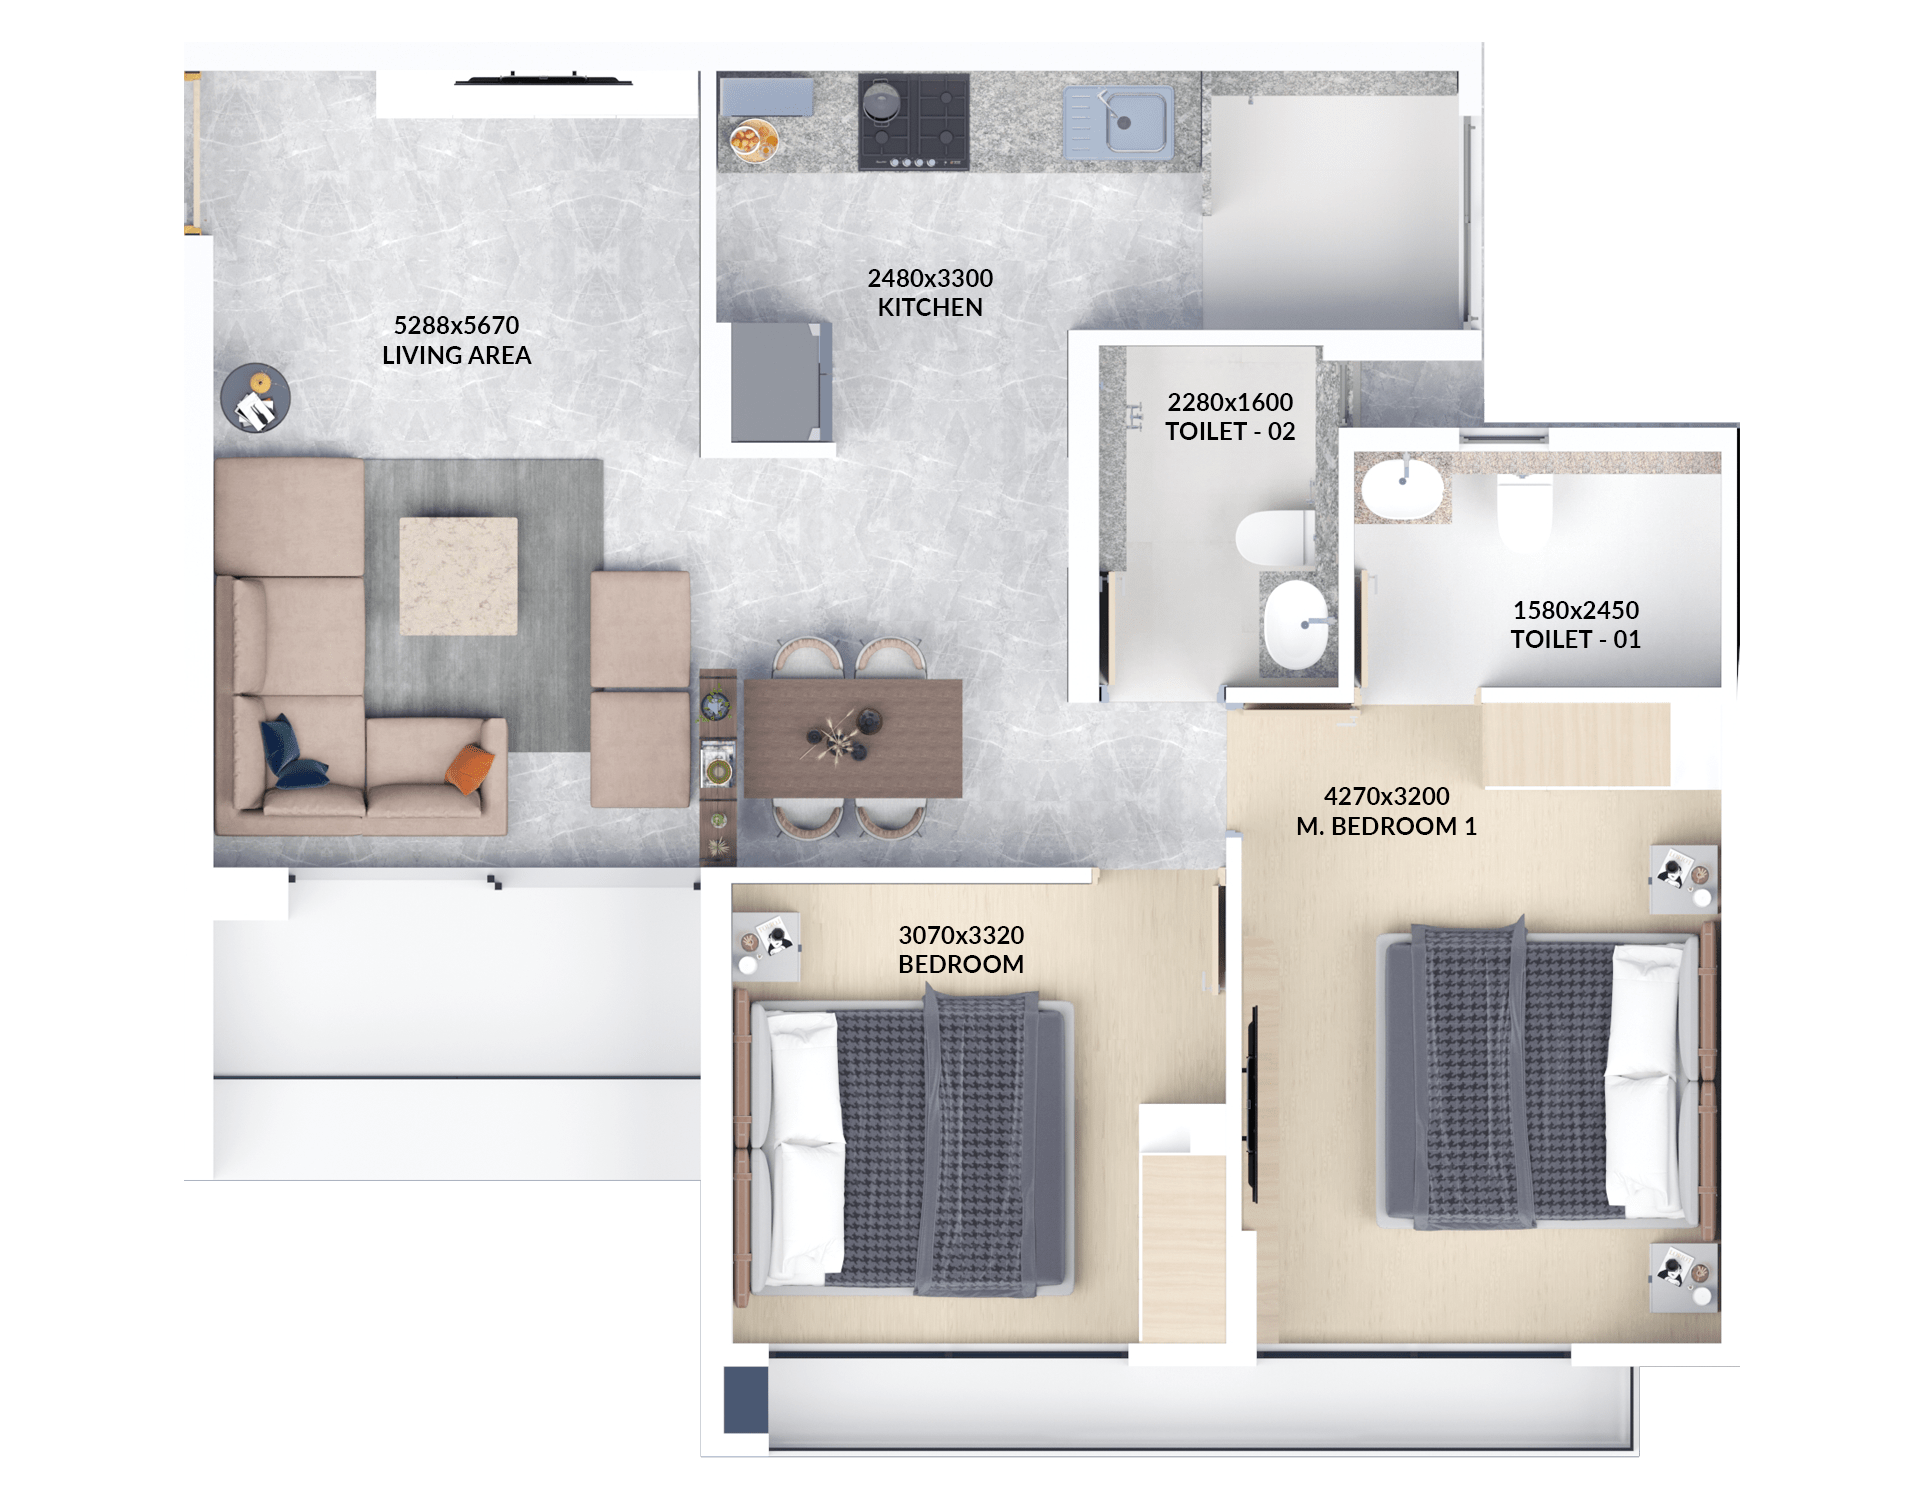 2480x3300
KITCHEN
5288x5670
LIVING AREA
2280x1600
TOILET - 02
1580x2450
TOILET - 01
4270x3200
M. BEDROOM 1
3070x3320
BEDROOM